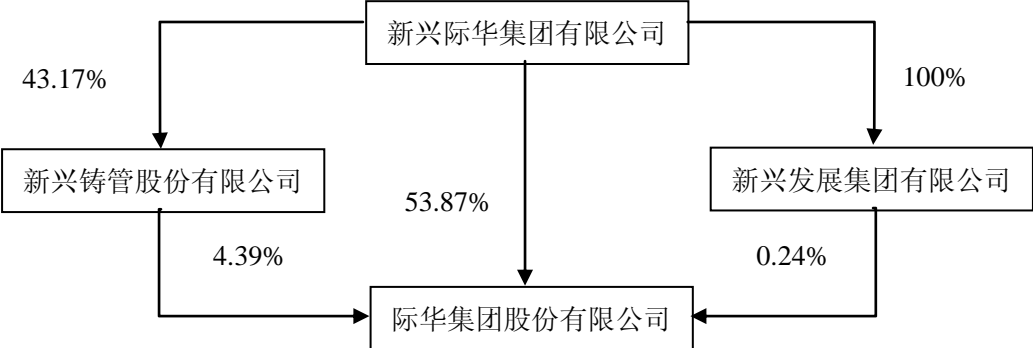 新兴际华集团有限公司
43.17%
100%
新兴铸管股份有限公司
新兴发展集团有限公司
53.87%
4.39%
0.24%
际华集团股份有限公司